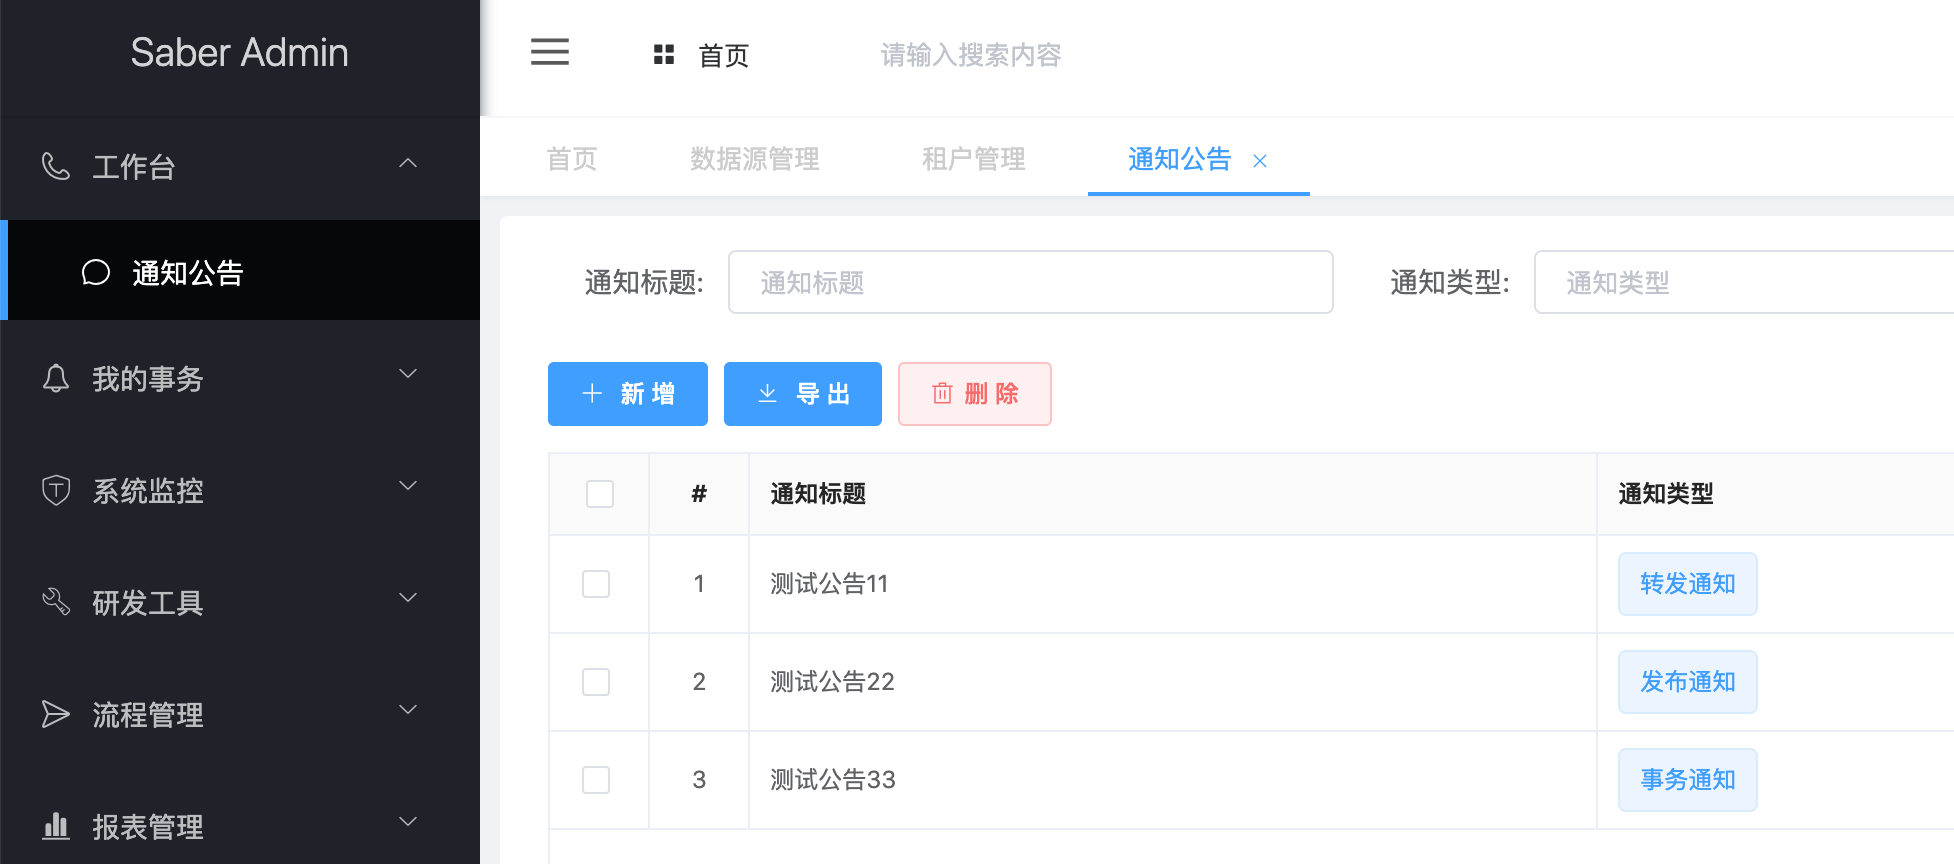 Saber Admin
工作台
通知公告
我的事务
系统监控
研发工具
流程管理
报表管理
首页
请输入搜索内容
首页
数据源管理
租户管理
通知公告
通知标题:
通知标题
通知类型:
通知类型
新增
导出
删除
#
通知标题
通知类型
1
测试公告11
转发通知
2
测试公告22
发布通知
3
测试公告33
事务通知